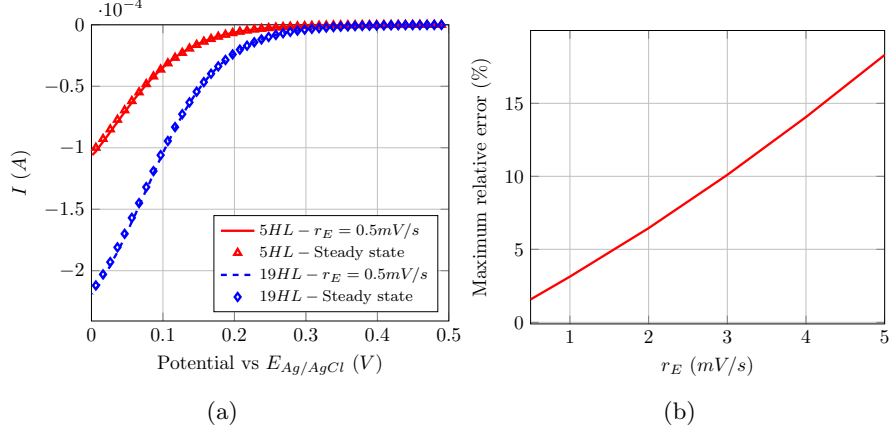 ·10⁻⁴
0
−0.5
−1
−1.5
−2
I (A)
0 0.1 0.2 0.3 0.4 0.5
Potential vs E_{Ag/AgCl} (V)
5HL − r_E = 0.5mV/s
5HL − Steady state
19HL − r_E = 0.5mV/s
19HL − Steady state
(a)
15
10
5
0
Maximum relative error (%)
1 2 3 4 5
r_E (mV/s)
(b)